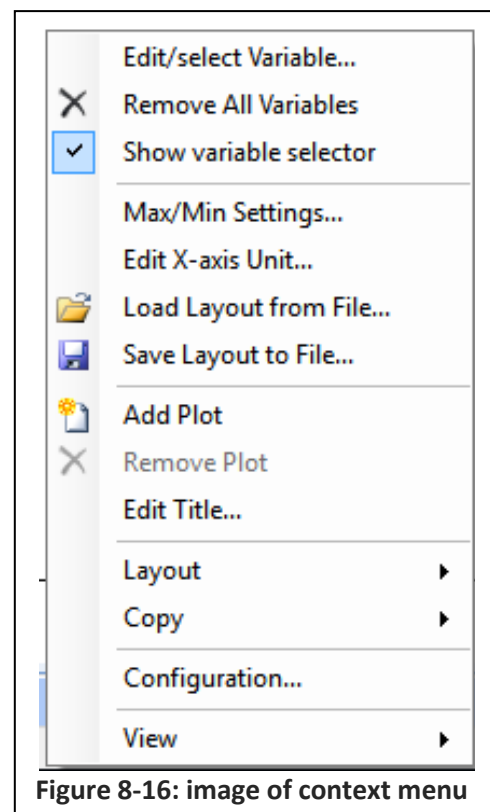 Edit/select Variable...
Remove All Variables
Show variable selector
Max/Min Settings...
Edit X-axis Unit...
Load Layout from File...
Save Layout to File...
Add Plot
Remove Plot
Edit Title...
Layout
Copy
Configuration...
View
Figure 8-16: image of context menu